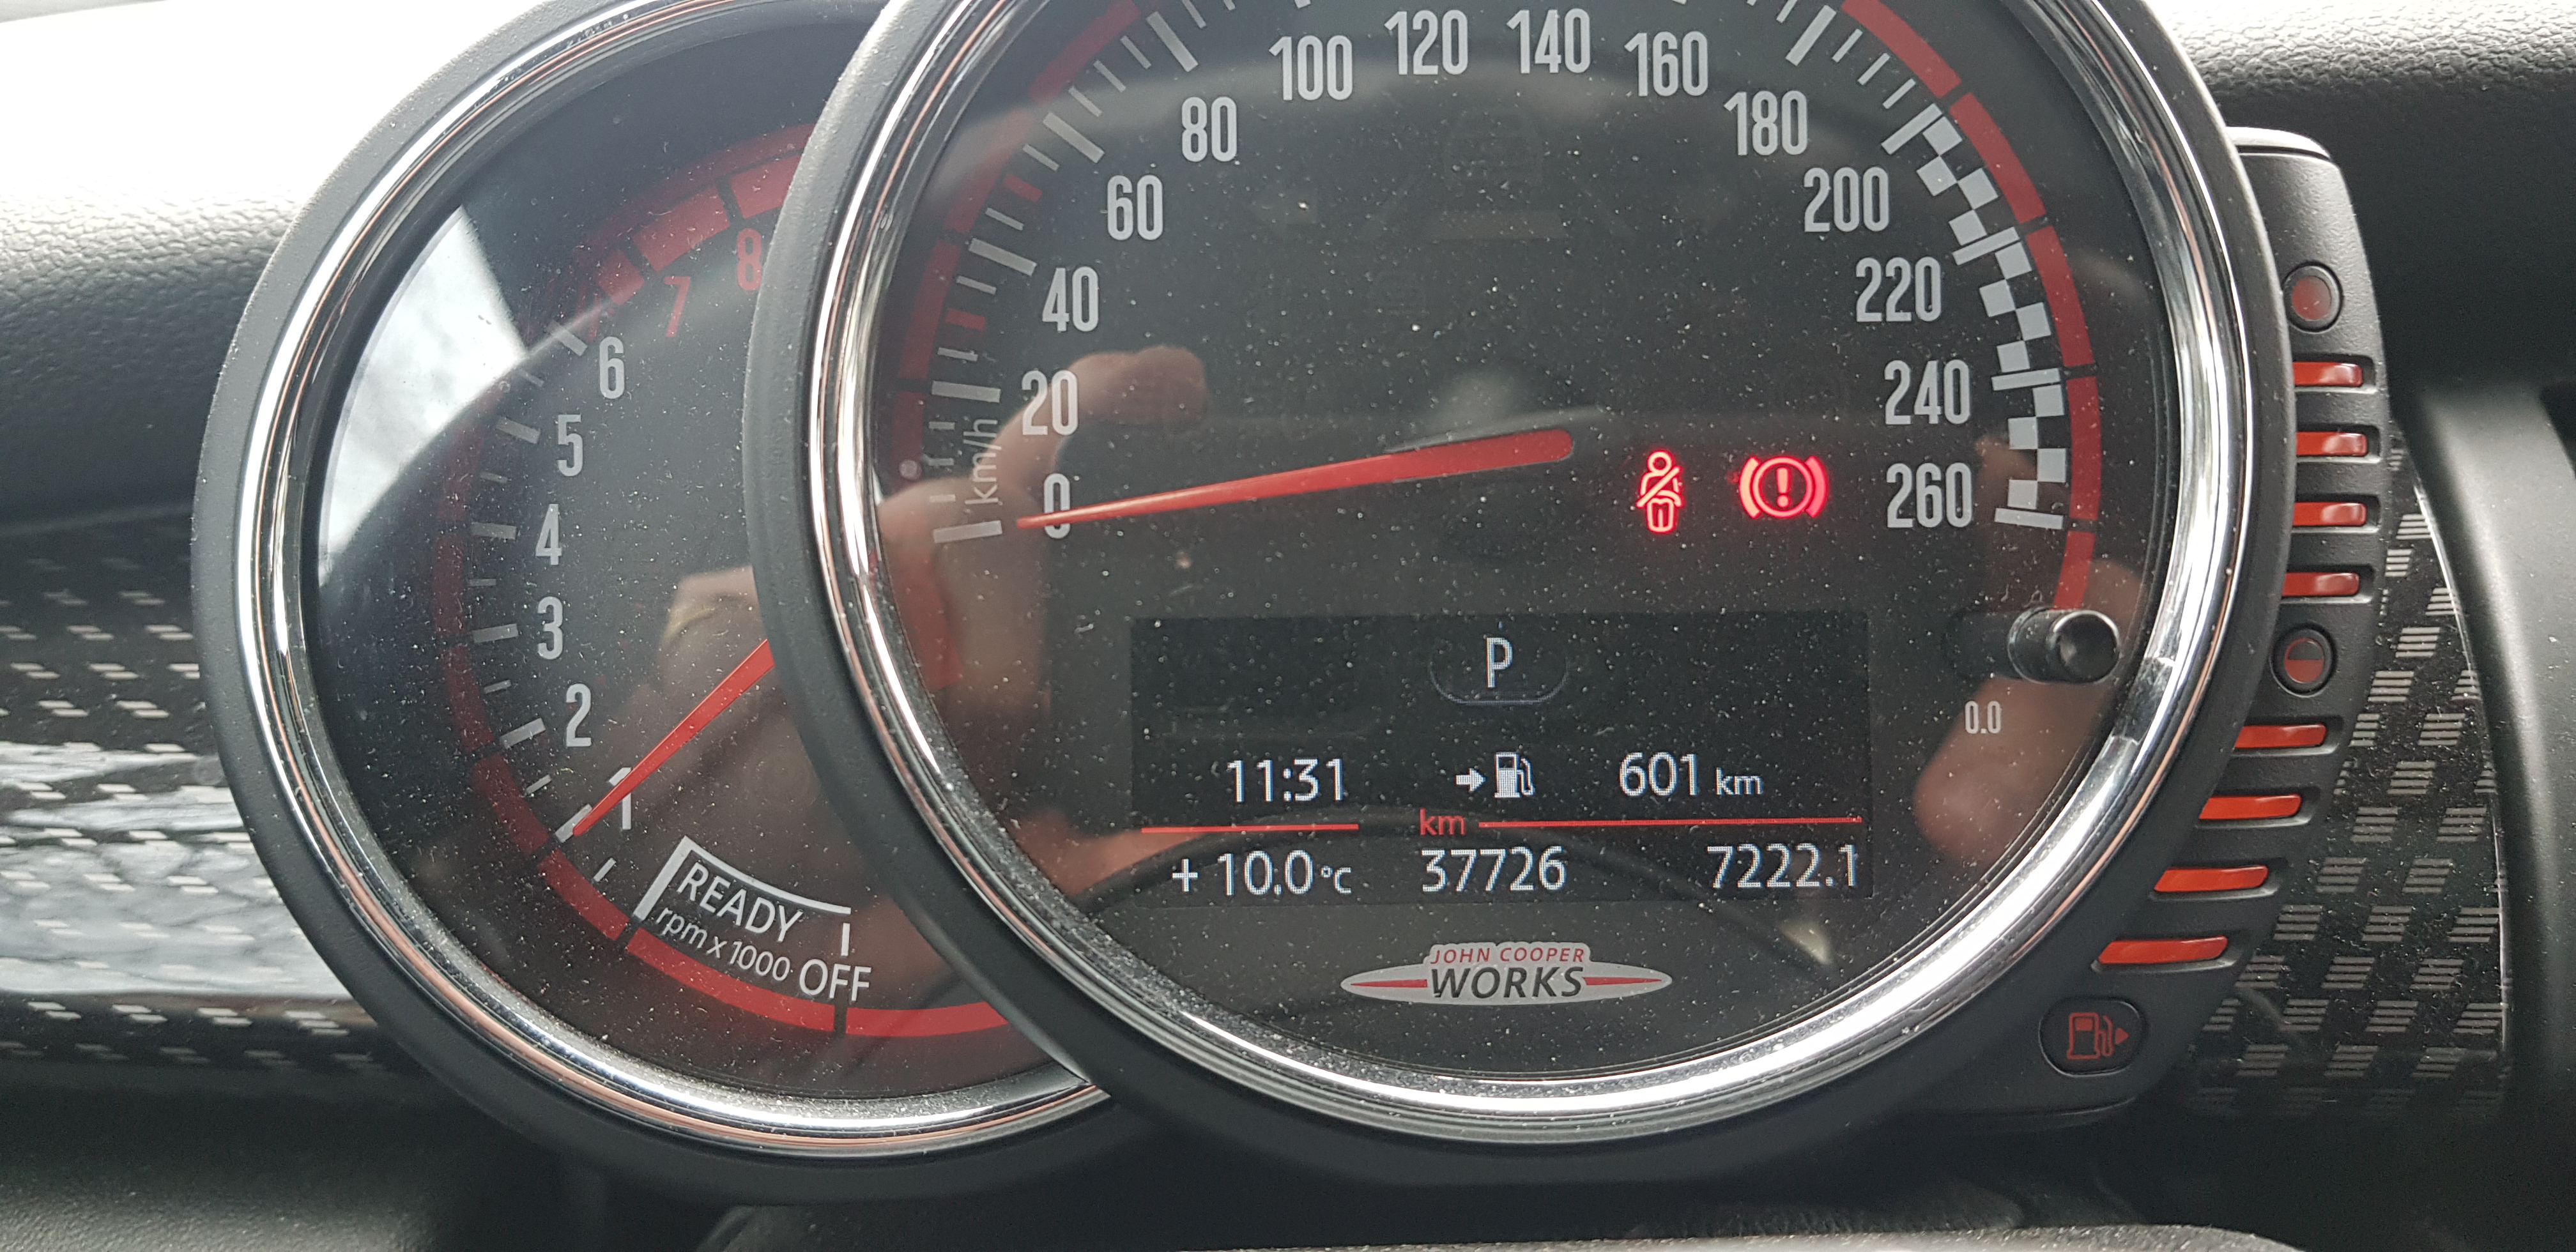 8
7
6
5
4
3
2
1
READY
rpm x 1000
OFF
0
20
40
60
80
100
120
140
160
180
200
220
240
260
km/h
P
11:31 601 km
km
+ 10.0 °C 37726 7222.1
0.0
JOHN COOPER
WORKS